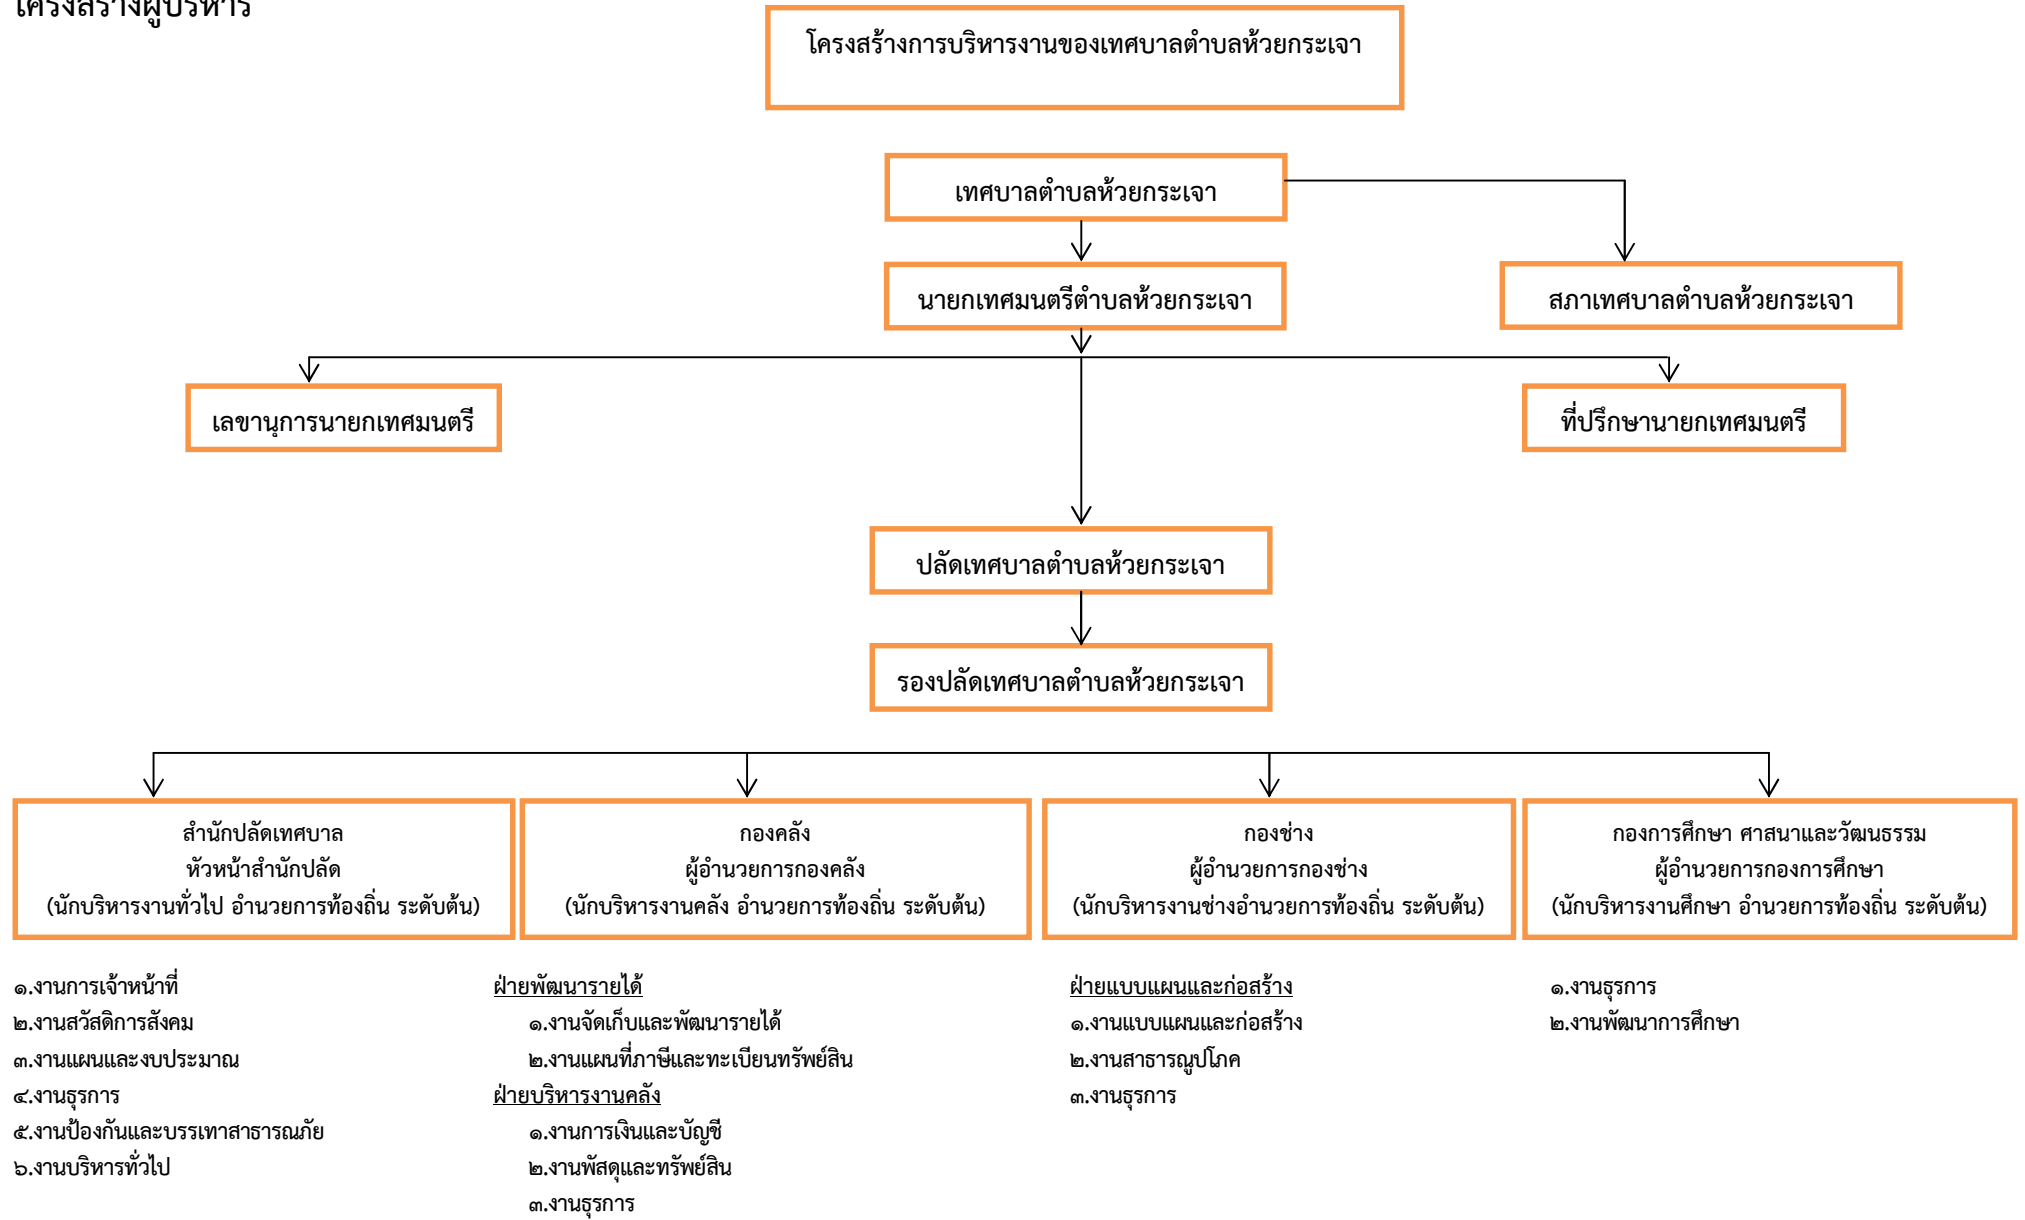 โครงสร้างผู้บริหาร
โครงสร้างการบริหารงานของเทศบาลตำบลห้วยกระเจา
เทศบาลตำบลห้วยกระเจา
นายกเทศมนตรีตำบลห้วยกระเจา
สภาเทศบาลตำบลห้วยกระเจา
เลขานุการนายกเทศมนตรี
ที่ปรึกษานายกเทศมนตรี
ปลัดเทศบาลตำบลห้วยกระเจา
รองปลัดเทศบาลตำบลห้วยกระเจา
สำนักปลัดเทศบาล
หัวหน้าสำนักปลัด
(นักบริหารงานทั่วไป อำนวยการท้องถิ่น ระดับต้น)
กองคลัง
ผู้อำนวยการกองคลัง
(นักบริหารงานคลัง อำนวยการท้องถิ่น ระดับต้น)
กองช่าง
ผู้อำนวยการกองช่าง
(นักบริหารงานช่างอำนวยการท้องถิ่น ระดับต้น)
กองการศึกษา ศาสนาและวัฒนธรรม
ผู้อำนวยการกองการศึกษา
(นักบริหารงานศึกษา อำนวยการท้องถิ่น ระดับต้น)
๑.งานการเจ้าหน้าที่
๒.งานสวัสดิการสังคม
๓.งานแผนและงบประมาณ
๔.งานธุรการ
๕.งานป้องกันและบรรเทาสาธารณภัย
๖.งานบริหารทั่วไป
ฝ่ายพัฒนารายได้
๑.งานจัดเก็บและพัฒนารายได้
๒.งานแผนที่ภาษีและทะเบียนทรัพย์สิน
ฝ่ายบริหารงานคลัง
๑.งานการเงินและบัญชี
๒.งานพัสดุและทรัพย์สิน
๓.งานธุรการ
ฝ่ายแบบแผนและก่อสร้าง
๑.งานแบบแผนและก่อสร้าง
๒.งานสาธารณูปโภค
๓.งานธุรการ
๑.งานธุรการ
๒.งานพัฒนาการศึกษา